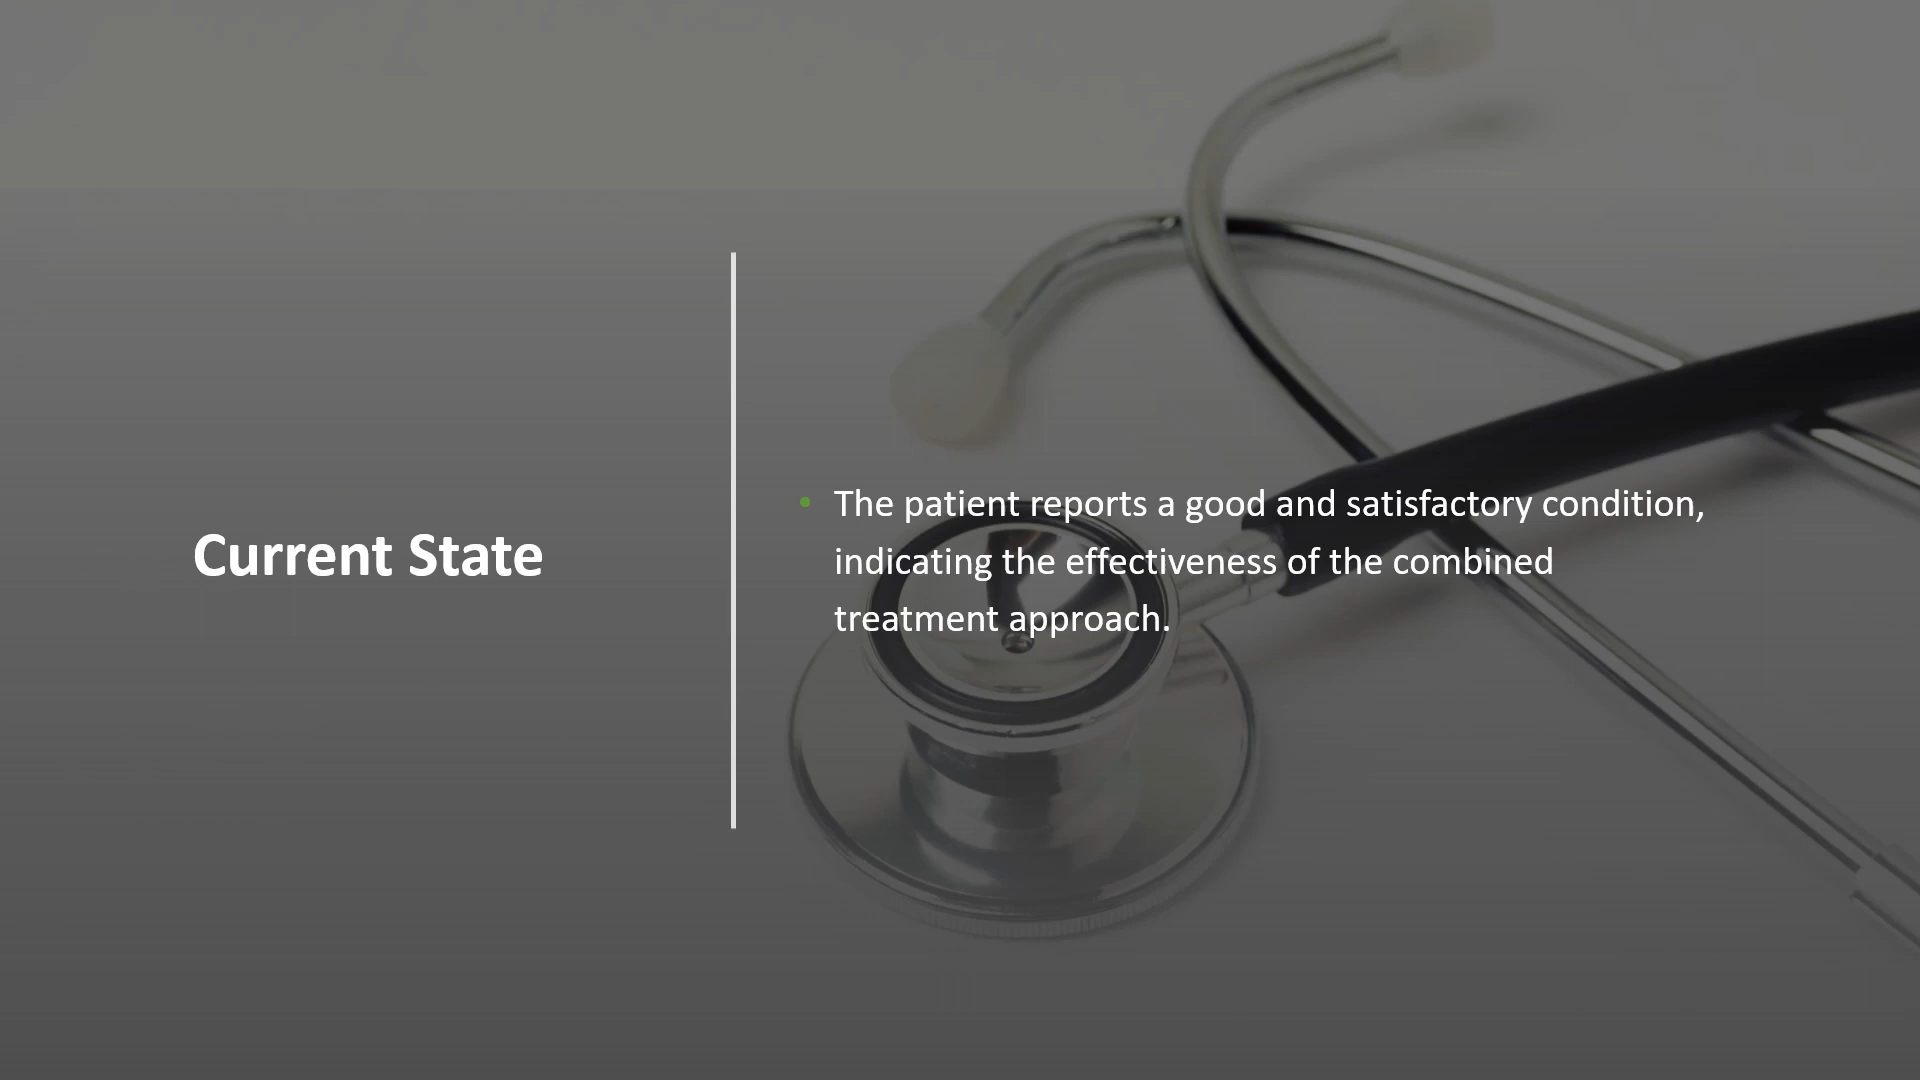 Current State
• The patient reports a good and satisfactory condition,
indicating the effectiveness of the combined
treatment approach.